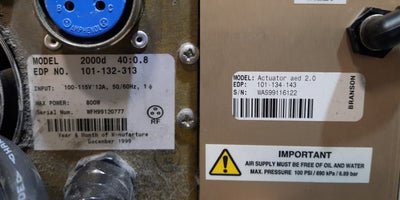 AMPHENOL
B
C
MODEL 2000d 40:0.8
EDP NO. 101-132-313
INPUT: 100-115V 12A, 50/60Hz, 1ϕ
MAX POWER: 800W
Serial Number: WFH99120777
RF
Year & Month of Manufacture
December 1999
MODEL: Actuator aed 2.0
EDP: 101-134-143
S/N: WAS99116122
BRANSON
IMPORTANT
AIR SUPPLY MUST BE FREE OF OIL AND WATER
MAX. PRESSURE 100 PSI / 690 kPa / 6.89 bar